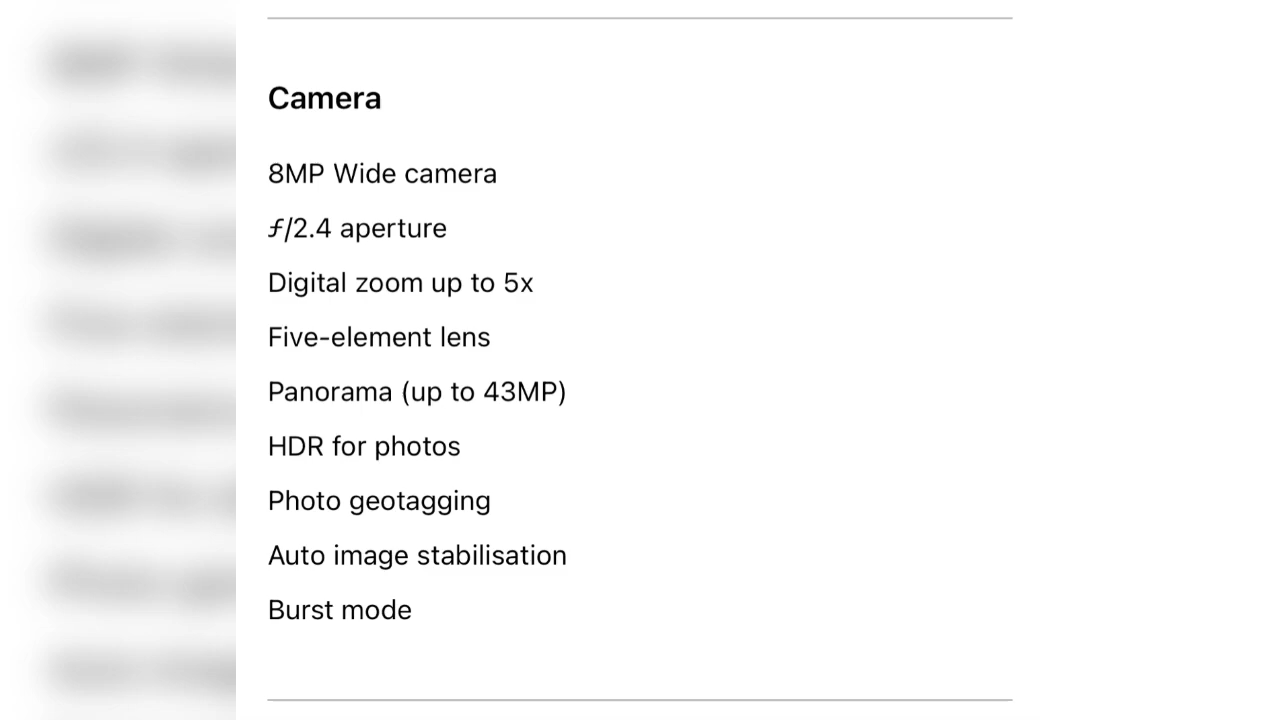 Camera
8MP Wide camera
ƒ/2.4 aperture
Digital zoom up to 5x
Five-element lens
Panorama (up to 43MP)
HDR for photos
Photo geotagging
Auto image stabilisation
Burst mode